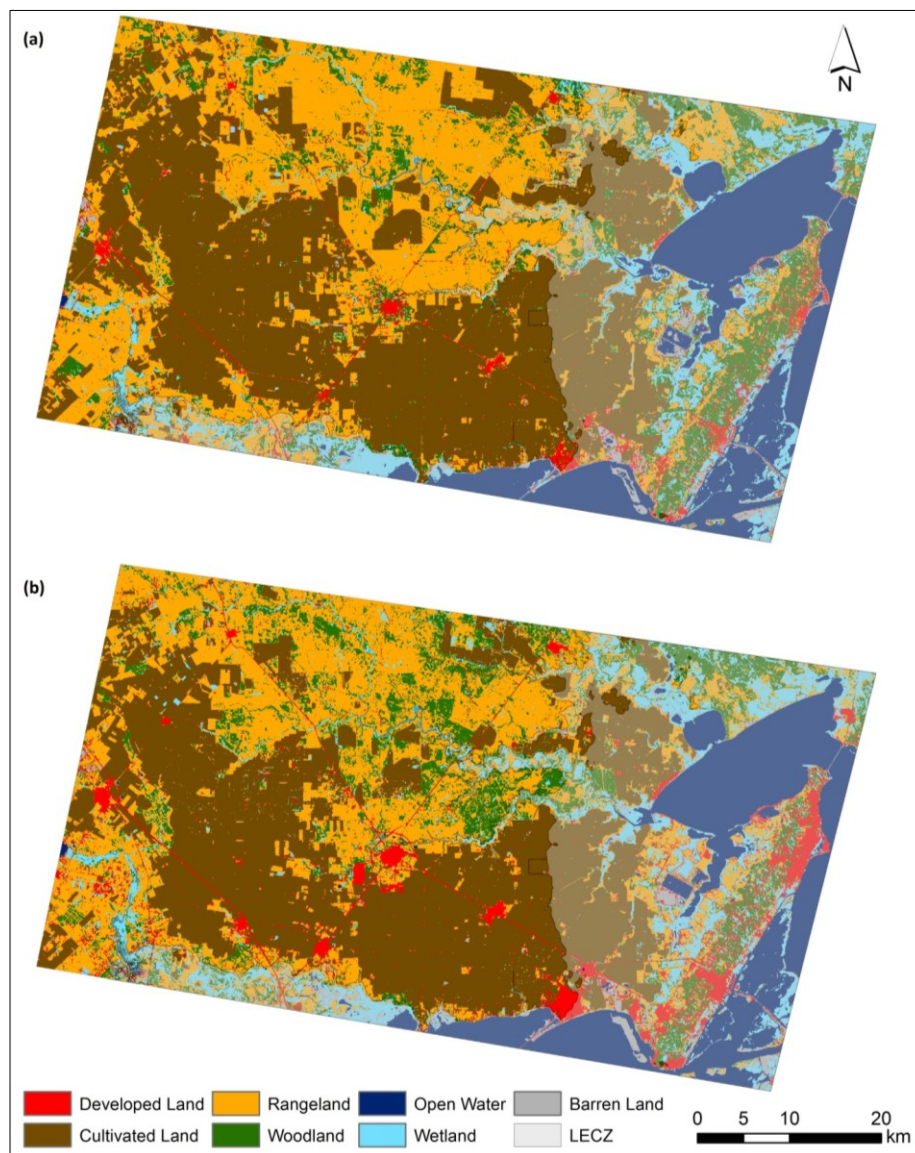 (a)
N
(b)
Developed Land Rangeland Open Water Barren Land
Cultivated Land Woodland Wetland LECZ
0 5 10 20
km